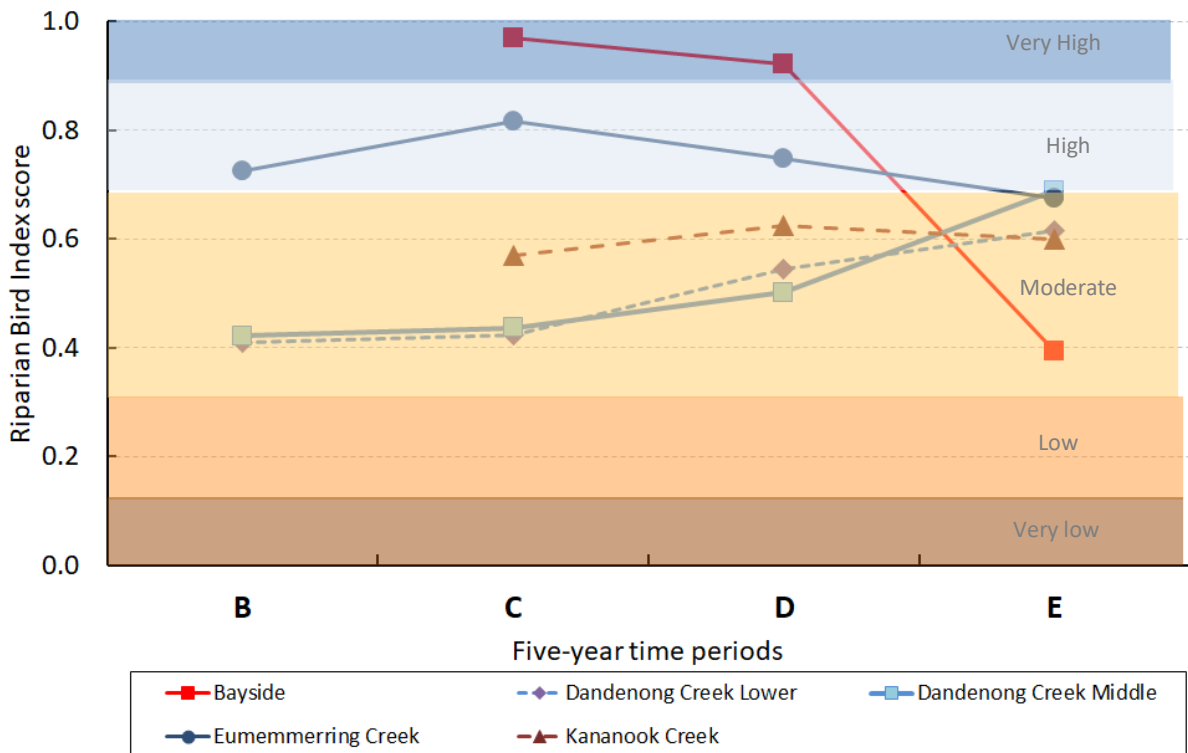 Riparian Bird Index score
1.0
0.8
0.6
0.4
0.2
0.0
Very High
High
Moderate
Low
Very low
B C D E
Five-year time periods
Bayside Dandenong Creek Lower Dandenong Creek Middle
Eumemmerring Creek Kananook Creek